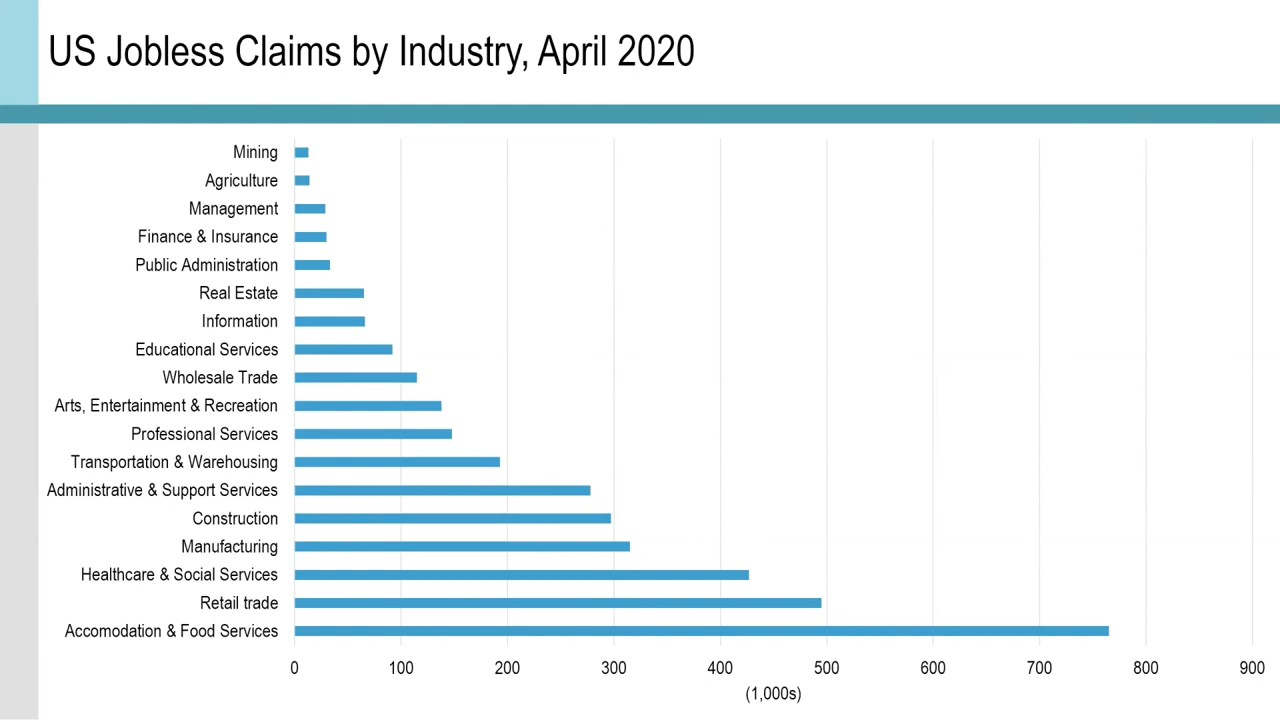 US Jobless Claims by Industry, April 2020
Mining
Agriculture
Management
Finance & Insurance
Public Administration
Real Estate
Information
Educational Services
Wholesale Trade
Arts, Entertainment & Recreation
Professional Services
Transportation & Warehousing
Administrative & Support Services
Construction
Manufacturing
Healthcare & Social Services
Retail trade
Accomodation & Food Services
0 100 200 300 400 500 600 700 800 900
(1,000s)